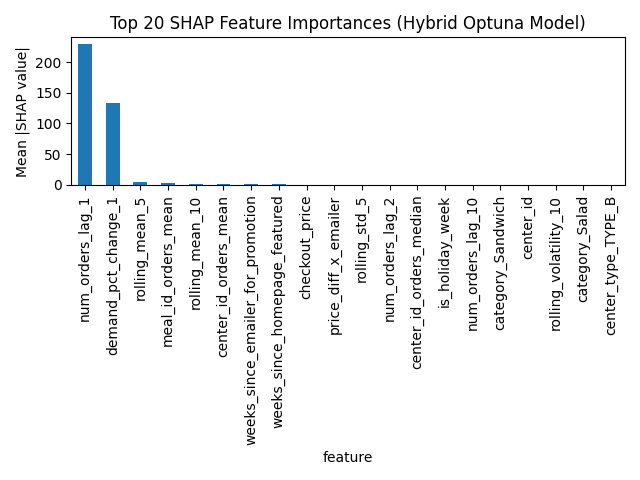 Top 20 SHAP Feature Importances (Hybrid Optuna Model)
Mean |SHAP value|
200
150
100
50
0
num_orders_lag_1
demand_pct_change_1
rolling_mean_5
meal_id_orders_mean
rolling_mean_10
center_id_orders_mean
weeks_since_emailer_for_promotion
weeks_since_homepage_featured
checkout_price
price_diff_x_emailer
rolling_std_5
num_orders_lag_2
center_id_orders_median
is_holiday_week
num_orders_lag_10
category_Sandwich
center_id
rolling_volatility_10
category_Salad
center_type_TYPE_B
feature